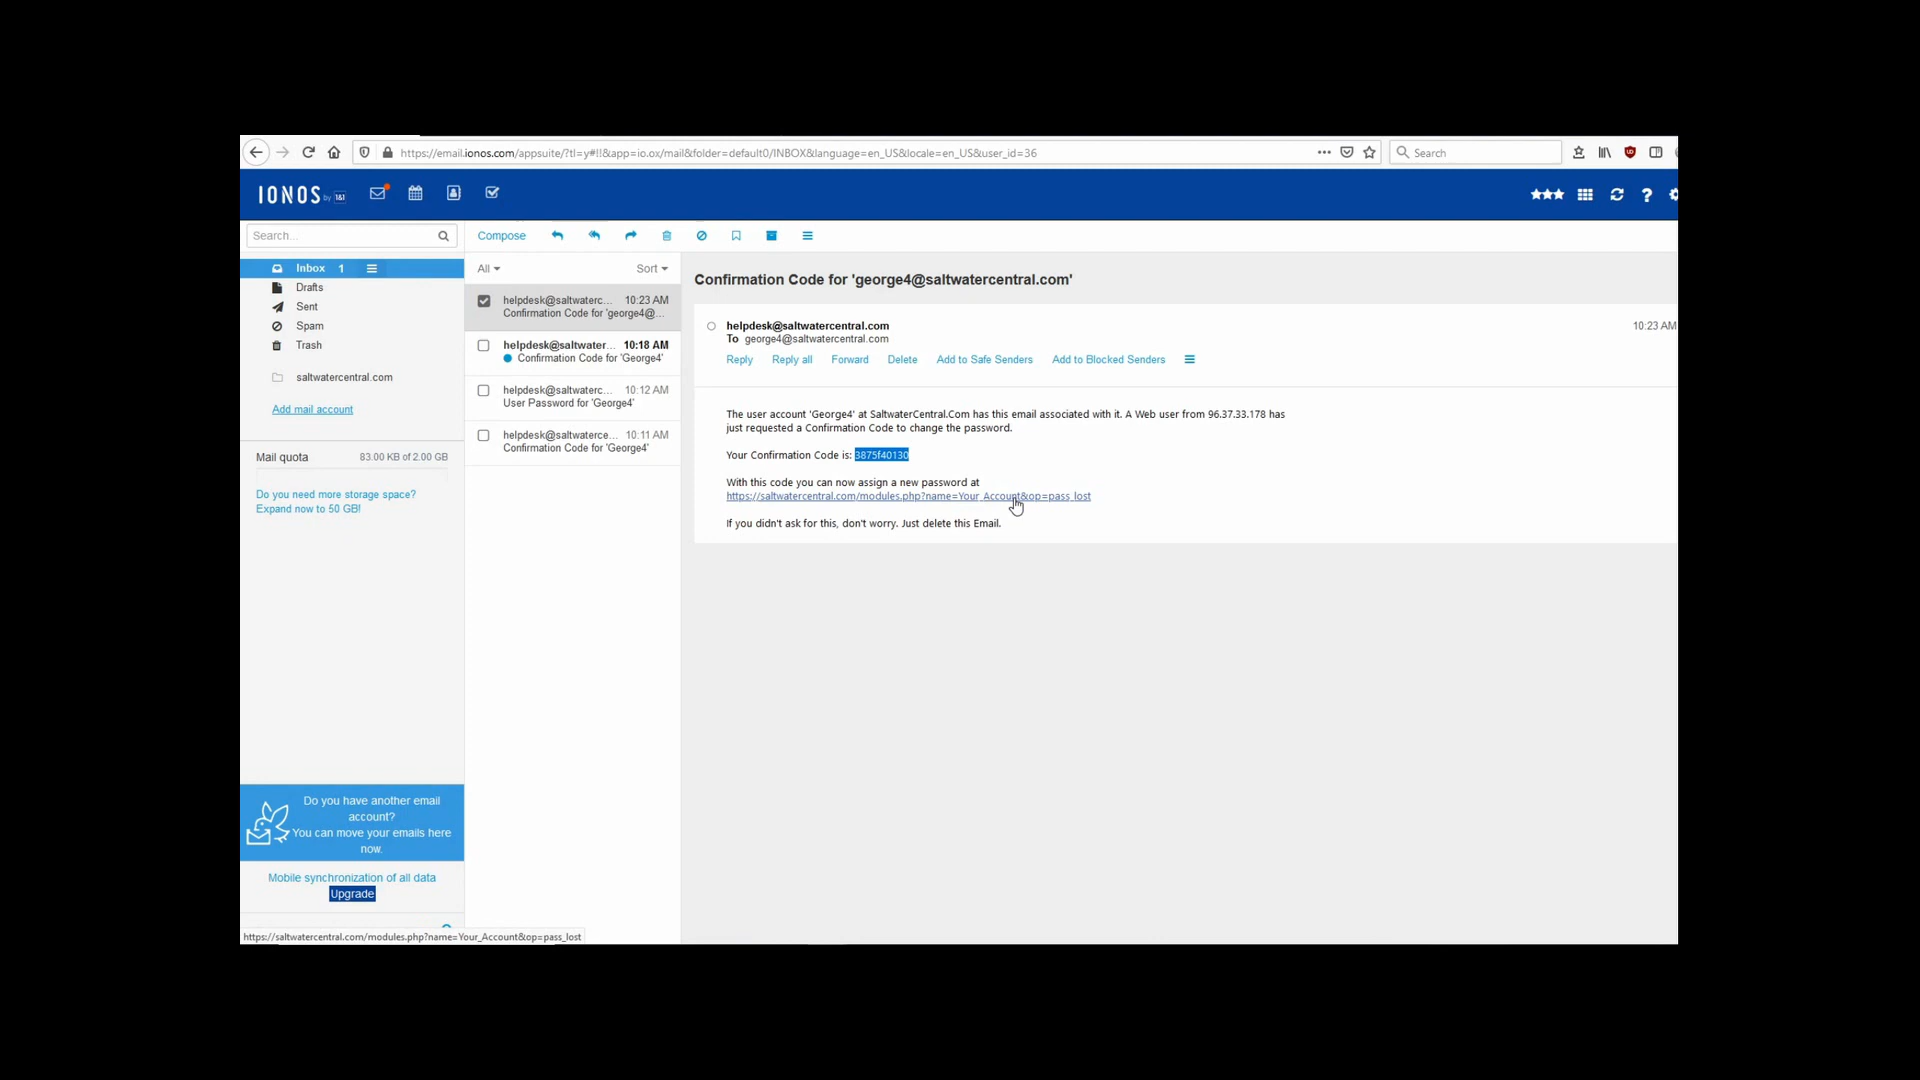 https://email.ionos.com/appsuite/?tl=y#!!&app=io.ox/mail&folder=default0/INBOX&language=en_US&locale=en_US&user_id=36
Search
IONOS by 1&1
Search...
Compose
Inbox 1
Drafts
Sent
Spam
Trash
saltwatercentral.com
Add mail account
Mail quota 83.00 KB of 2.00 GB
Do you need more storage space?
Expand now to 50 GB!
Do you have another email
account?
You can move your emails here
now.
Mobile synchronization of all data
Upgrade
https://saltwatercentral.com/modules.php?name=Your_Account&op=pass_lost
All Sort
helpdesk@saltwaterc... 10:23 AM
Confirmation Code for 'george4@...
helpdesk@saltwater... 10:18 AM
Confirmation Code for 'George4'
helpdesk@saltwaterc... 10:12 AM
User Password for 'George4'
helpdesk@saltwaterce... 10:11 AM
Confirmation Code for 'George4'
Confirmation Code for 'george4@saltwatercentral.com'
helpdesk@saltwatercentral.com 10:23 AM
To george4@saltwatercentral.com
Reply Reply all Forward Delete Add to Safe Senders Add to Blocked Senders
The user account 'George4' at SaltwaterCentral.Com has this email associated with it. A Web user from 96.37.33.178 has
just requested a Confirmation Code to change the password.
Your Confirmation Code is: 3875f40130
With this code you can now assign a new password at
https://saltwatercentral.com/modules.php?name=Your_Account&op=pass_lost
If you didn't ask for this, don't worry. Just delete this Email.